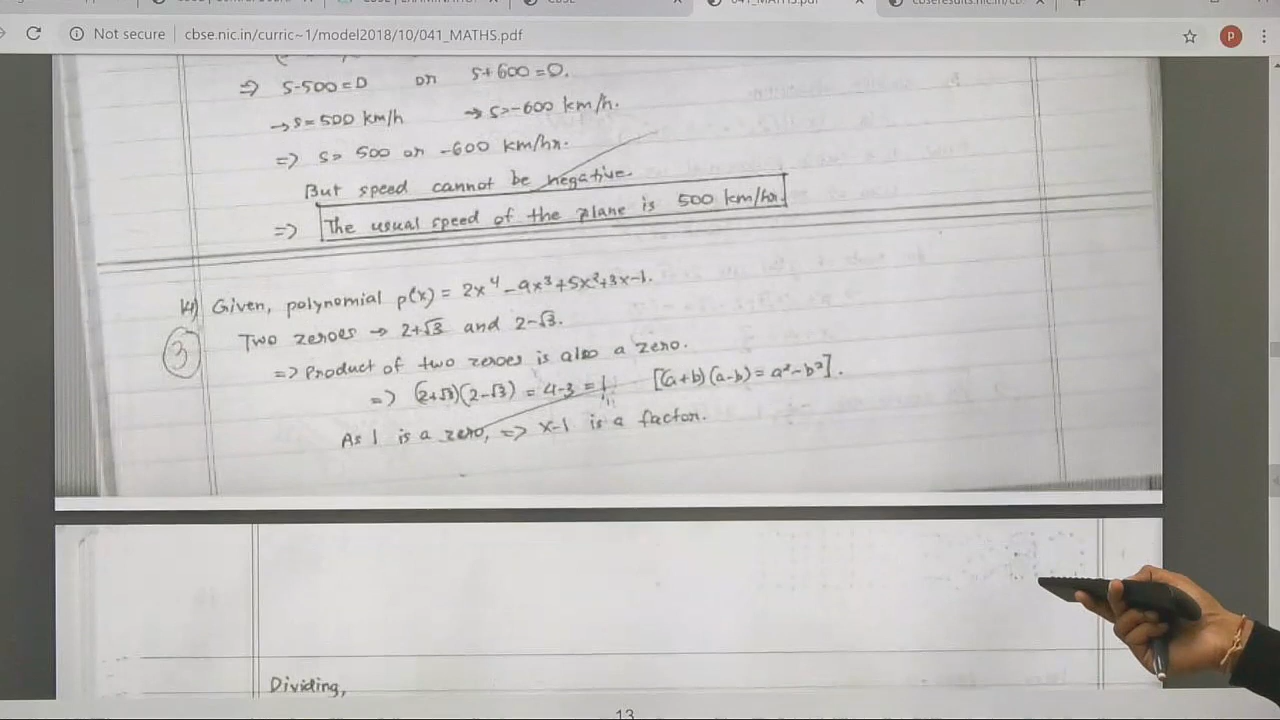 041_MATHS.pdf
Not secure cbse.nic.in/curric~1/model2018/10/041_MATHS.pdf P
=> s-500=0 or s+600=0.
→ s=500 km/h → s=-600 km/h.
=> s= 500 or -600 km/hr.
But speed cannot be negative.
=> The usual speed of the plane is 500 km/hr.
Given, polynomial p(x) = 2x⁴-9x³+5x²+3x-1.
3 Two zeroes → 2+√3 and 2-√3.
=> Product of two zeroes is also a zero.
=> (2+√3)(2-√3) = 4-3 = 1. [(a+b)(a-b) = a²-b²].
As 1 is a zero, => x-1 is a factor.
Dividing,
13